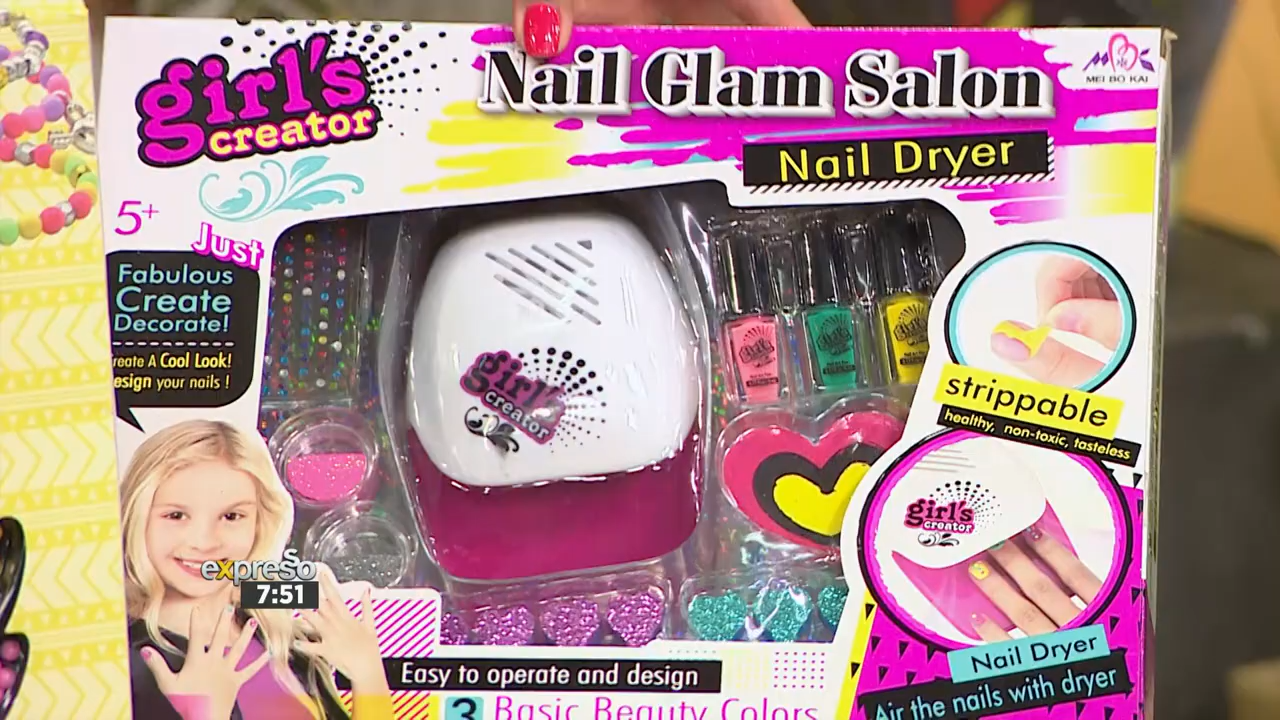 girl's
creator
Nail Glam Salon
MEI BO KAI
Nail Dryer
5+
Just
Fabulous
Create
Decorate!
reate A Cool Look!
esign your nails !
girl's
creator
strippable
healthy, non-toxic, tasteless
girl's
creator
expresso
7:51
Nail Dryer
Air the nails with dryer
Easy to operate and design
3 Basic Beauty Colors